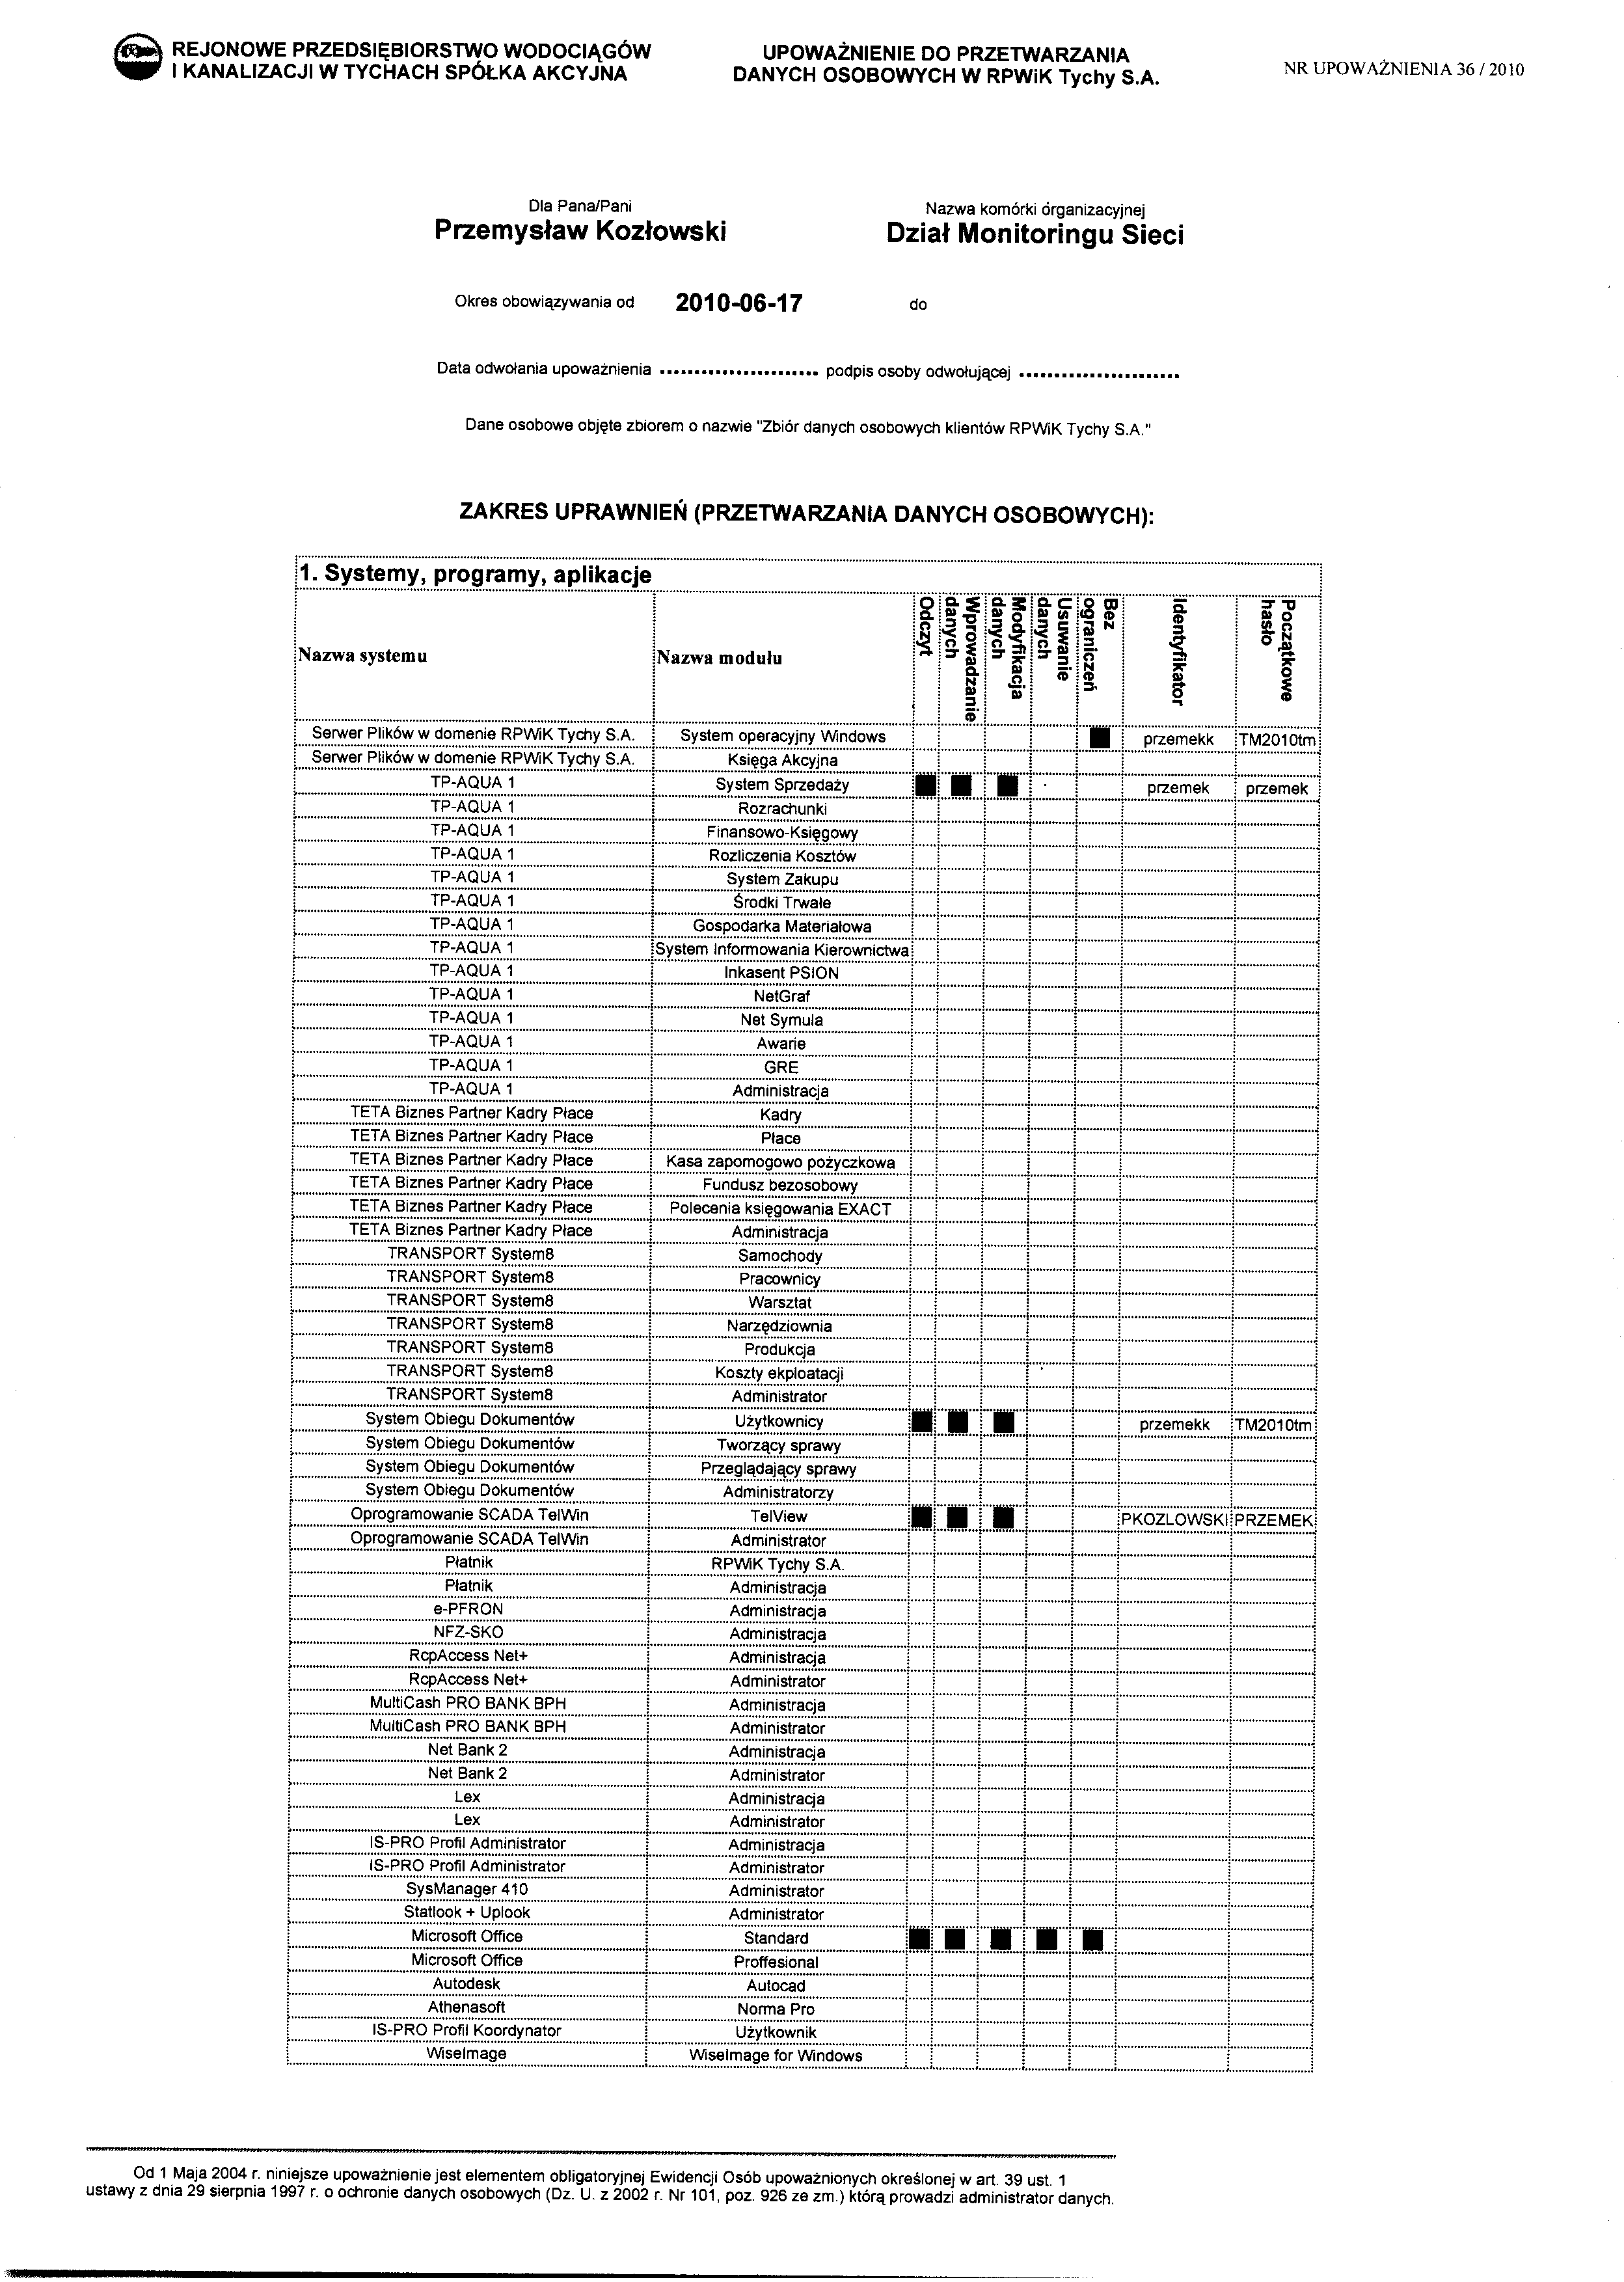 REJONOWE PRZEDSIĘBIORSTWO WODOCIĄGÓW
I KANALIZACJI W TYCHACH SPÓŁKA AKCYJNA
UPOWAŻNIENIE DO PRZETWARZANIA
DANYCH OSOBOWYCH W RPWiK Tychy S.A.
NR UPOWAŻNIENIA 36 / 2010
Dla Pana/Pani
Przemysław Kozłowski
Nazwa komórki órganizacyjnej
Dział Monitoringu Sieci
Okres obowiązywania od 2010-06-17 do
Data odwołania upoważnienia ....................... podpis osoby odwołującej .......................
Dane osobowe objęte zbiorem o nazwie "Zbiór danych osobowych klientów RPWiK Tychy S.A."
ZAKRES UPRAWNIEŃ (PRZETWARZANIA DANYCH OSOBOWYCH):
1. Systemy, programy, aplikacje
Nazwa systemu Nazwa modułu Odczyt Wprowadzanie danych Modyfikacja danych Usuwanie danych Bez ograniczeń Identyfikator Początkowe hasło
Serwer Plików w domenie RPWiK Tychy S.A. System operacyjny Windows ■ przemekk TM2010tm
Serwer Plików w domenie RPWiK Tychy S.A. Księga Akcyjna
TP-AQUA 1 System Sprzedaży ■ ■ ■ przemek przemek
TP-AQUA 1 Rozrachunki
TP-AQUA 1 Finansowo-Księgowy
TP-AQUA 1 Rozliczenia Kosztów
TP-AQUA 1 System Zakupu
TP-AQUA 1 Środki Trwałe
TP-AQUA 1 Gospodarka Materiałowa
TP-AQUA 1 System Informowania Kierownictwa
TP-AQUA 1 Inkasent PSION
TP-AQUA 1 NetGraf
TP-AQUA 1 Net Symula
TP-AQUA 1 Awarie
TP-AQUA 1 GRE
TP-AQUA 1 Administracja
TETA Biznes Partner Kadry Płace Kadry
TETA Biznes Partner Kadry Płace Płace
TETA Biznes Partner Kadry Płace Kasa zapomogowo pożyczkowa
TETA Biznes Partner Kadry Płace Fundusz bezosobowy
TETA Biznes Partner Kadry Płace Polecenia księgowania EXACT
TETA Biznes Partner Kadry Płace Administracja
TRANSPORT System8 Samochody
TRANSPORT System8 Pracownicy
TRANSPORT System8 Warsztat
TRANSPORT System8 Narzędziownia
TRANSPORT System8 Produkcja
TRANSPORT System8 Koszty ekploatacji
TRANSPORT System8 Administrator
System Obiegu Dokumentów Użytkownicy ■ ■ ■ przemekk TM2010tm
System Obiegu Dokumentów Tworzący sprawy
System Obiegu Dokumentów Przeglądający sprawy
System Obiegu Dokumentów Administratorzy
Oprogramowanie SCADA TelWin TelView ■ ■ ■ PKOZLOWSKI PRZEMEK
Oprogramowanie SCADA TelWin Administrator
Płatnik RPWiK Tychy S.A.
Płatnik Administracja
e-PFRON Administracja
NFZ-SKO Administracja
RcpAccess Net+ Administracja
RcpAccess Net+ Administrator
MultiCash PRO BANK BPH Administracja
MultiCash PRO BANK BPH Administrator
Net Bank 2 Administracja
Net Bank 2 Administrator
Lex Administracja
Lex Administrator
IS-PRO Profil Administrator Administracja
IS-PRO Profil Administrator Administrator
SysManager 410 Administrator
Statlook + Uplook Administrator
Microsoft Office Standard ■ ■ ■ ■ ■
Microsoft Office Proffesional
Autodesk Autocad
Athenasoft Norma Pro
IS-PRO Profil Koordynator Użytkownik
WiseImage WiseImage for Windows
Od 1 Maja 2004 r. niniejsze upoważnienie jest elementem obligatoryjnej Ewidencji Osób upoważnionych określonej w art. 39 ust. 1
ustawy z dnia 29 sierpnia 1997 r. o ochronie danych osobowych (Dz. U. z 2002 r. Nr 101, poz. 926 ze zm.) którą prowadzi administrator danych.